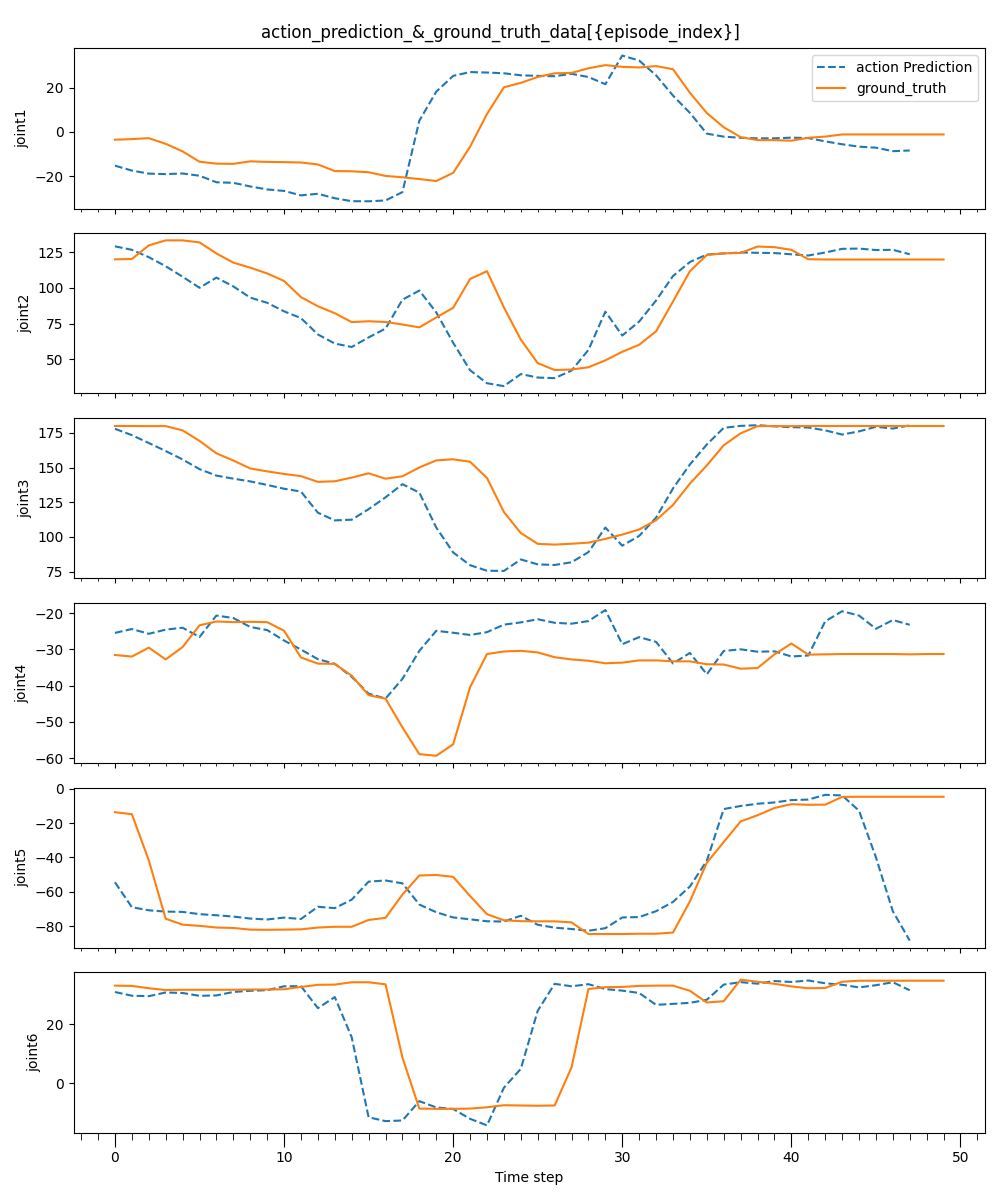 action_prediction_&_ground_truth_data[{episode_index}]
action Prediction
ground_truth
joint1
20
0
−20
joint2
125
100
75
50
joint3
175
150
125
100
75
joint4
−20
−30
−40
−50
−60
joint5
0
−20
−40
−60
−80
joint6
20
0
0 10 20 30 40 50
Time step